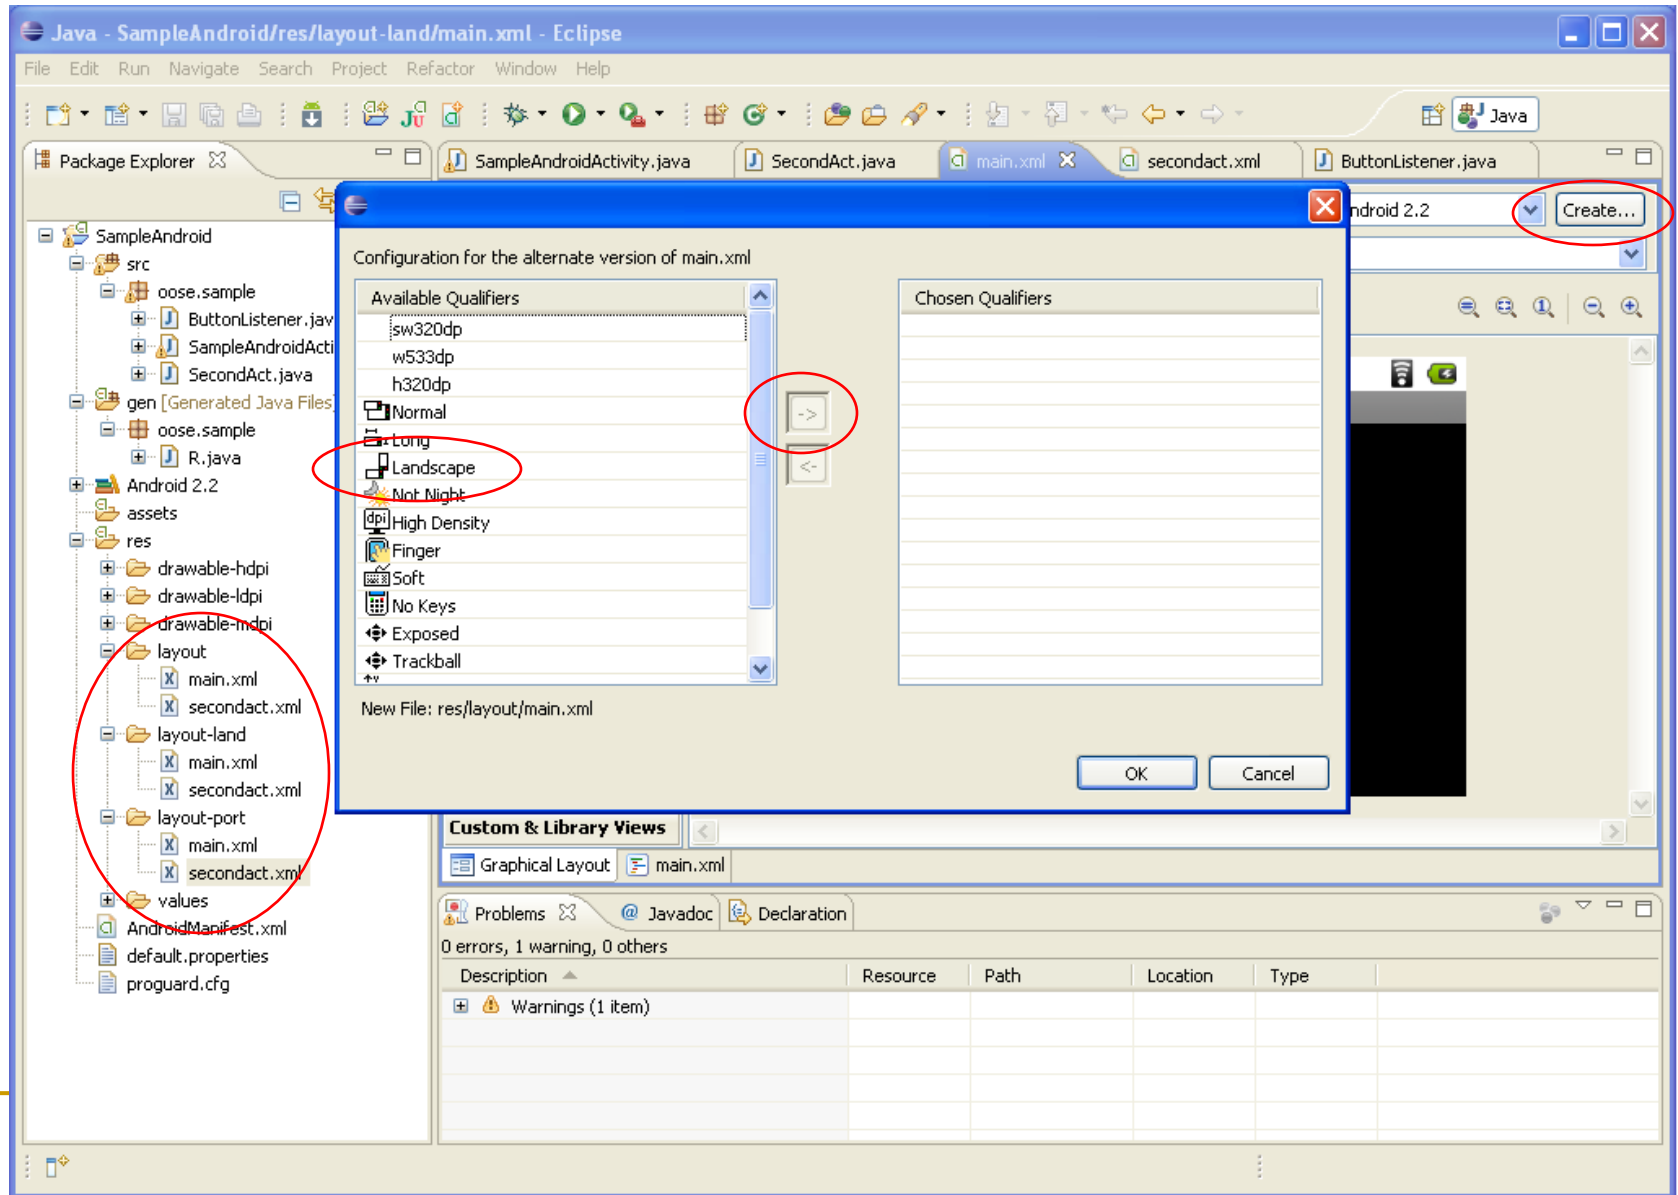 Java - SampleAndroid/res/layout-land/main.xml - Eclipse
File Edit Run Navigate Search Project Refactor Window Help
Java
Package Explorer
SampleAndroidActivity.java
SecondAct.java
main.xml
secondact.xml
ButtonListener.java
ndroid 2.2
Create...
SampleAndroid
src
oose.sample
ButtonListener.jav
SampleAndroidActi
SecondAct.java
gen [Generated Java Files]
oose.sample
R.java
Android 2.2
assets
res
drawable-hdpi
drawable-ldpi
drawable-mdpi
layout
main.xml
secondact.xml
layout-land
main.xml
secondact.xml
layout-port
main.xml
secondact.xml
values
AndroidManifest.xml
default.properties
proguard.cfg
Configuration for the alternate version of main.xml
Available Qualifiers
sw320dp
w533dp
h320dp
Normal
Long
Landscape
Not Night
High Density
Finger
Soft
No Keys
Exposed
Trackball
->
<-
Chosen Qualifiers
New File: res/layout/main.xml
OK
Cancel
Custom & Library Views
Graphical Layout
main.xml
Problems
Javadoc
Declaration
0 errors, 1 warning, 0 others
Description Resource Path Location Type
Warnings (1 item)